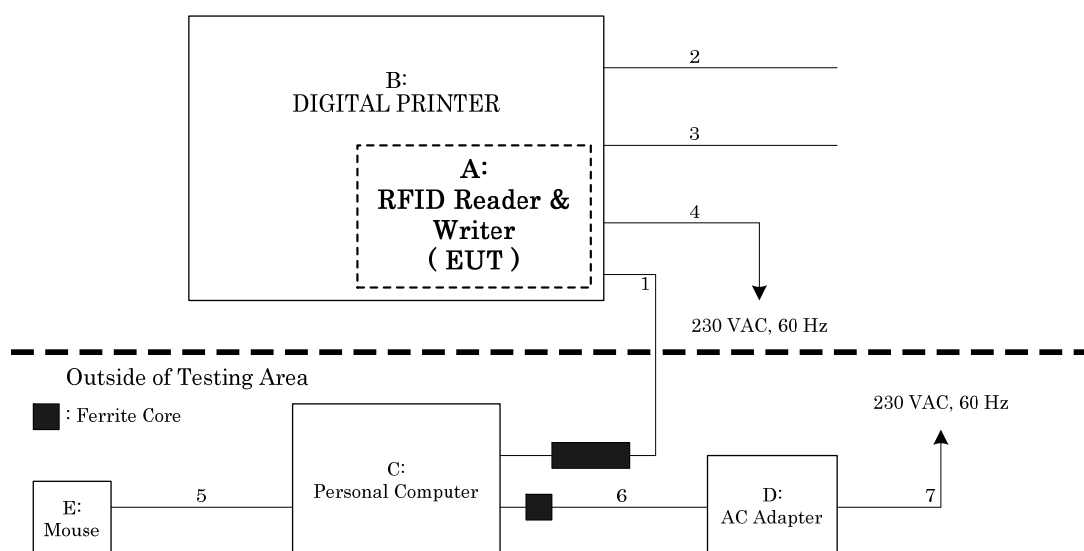 B:
DIGITAL PRINTER
A:
RFID Reader &
Writer
( EUT )
2
3
4
1
230 VAC, 60 Hz
Outside of Testing Area
: Ferrite Core
230 VAC, 60 Hz
C:
Personal Computer
E:
Mouse
5
6
D:
AC Adapter
7